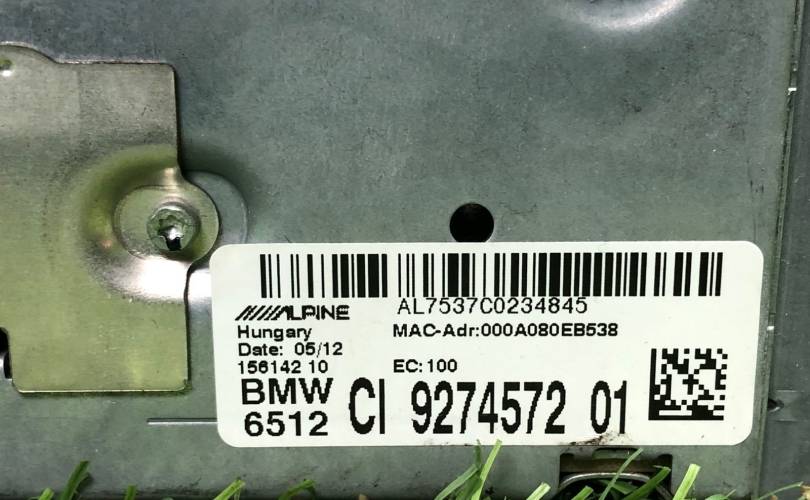 AL7537C0234845
ALPINE
Hungary
MAC-Adr:000A080EB538
Date: 05/12
156142 10
EC:100
BMW
6512
CI 9274572 01